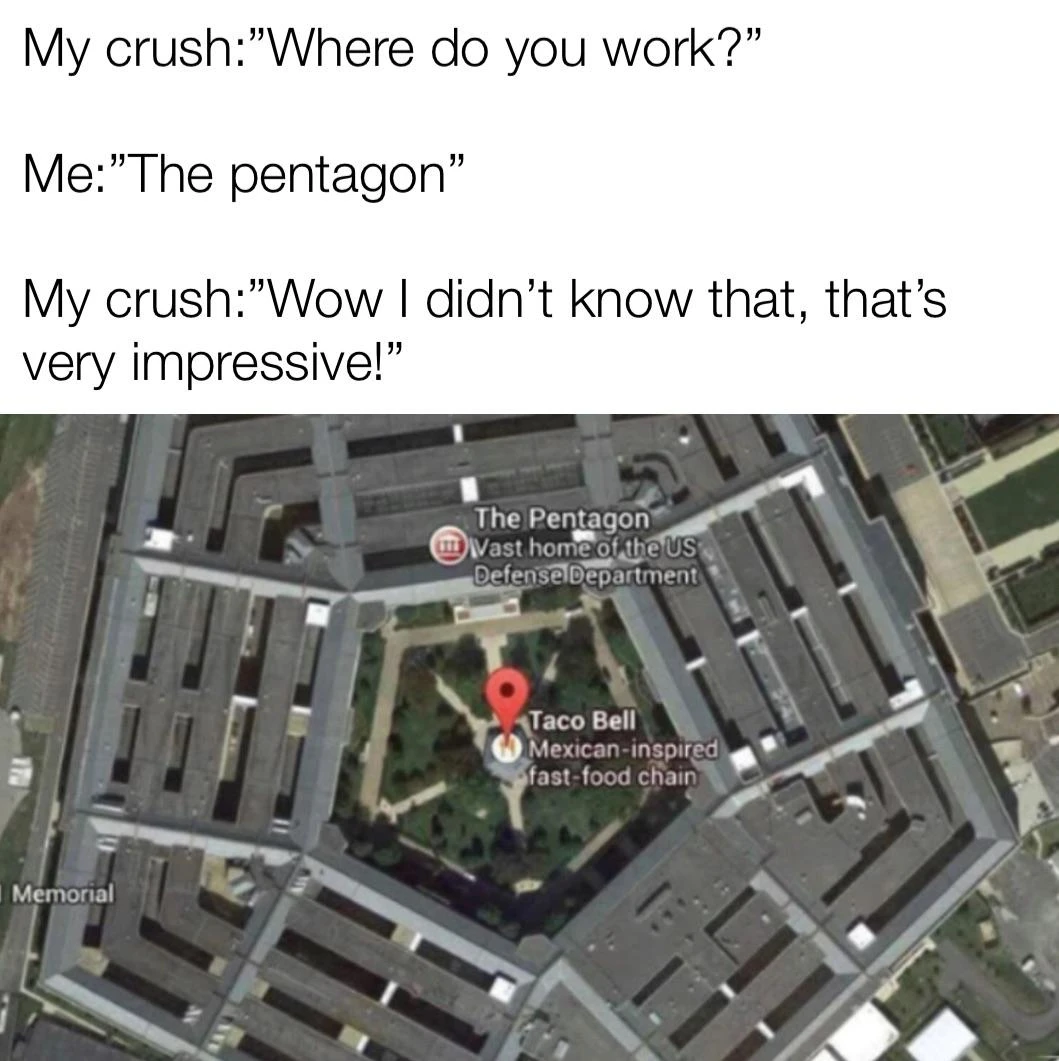 My crush:”Where do you work?”
Me:”The pentagon”
My crush:”Wow I didn’t know that, that’s
very impressive!”
The Pentagon
Vast home of the US
Defense Department
Taco Bell
Mexican-inspired
fast-food chain
Memorial